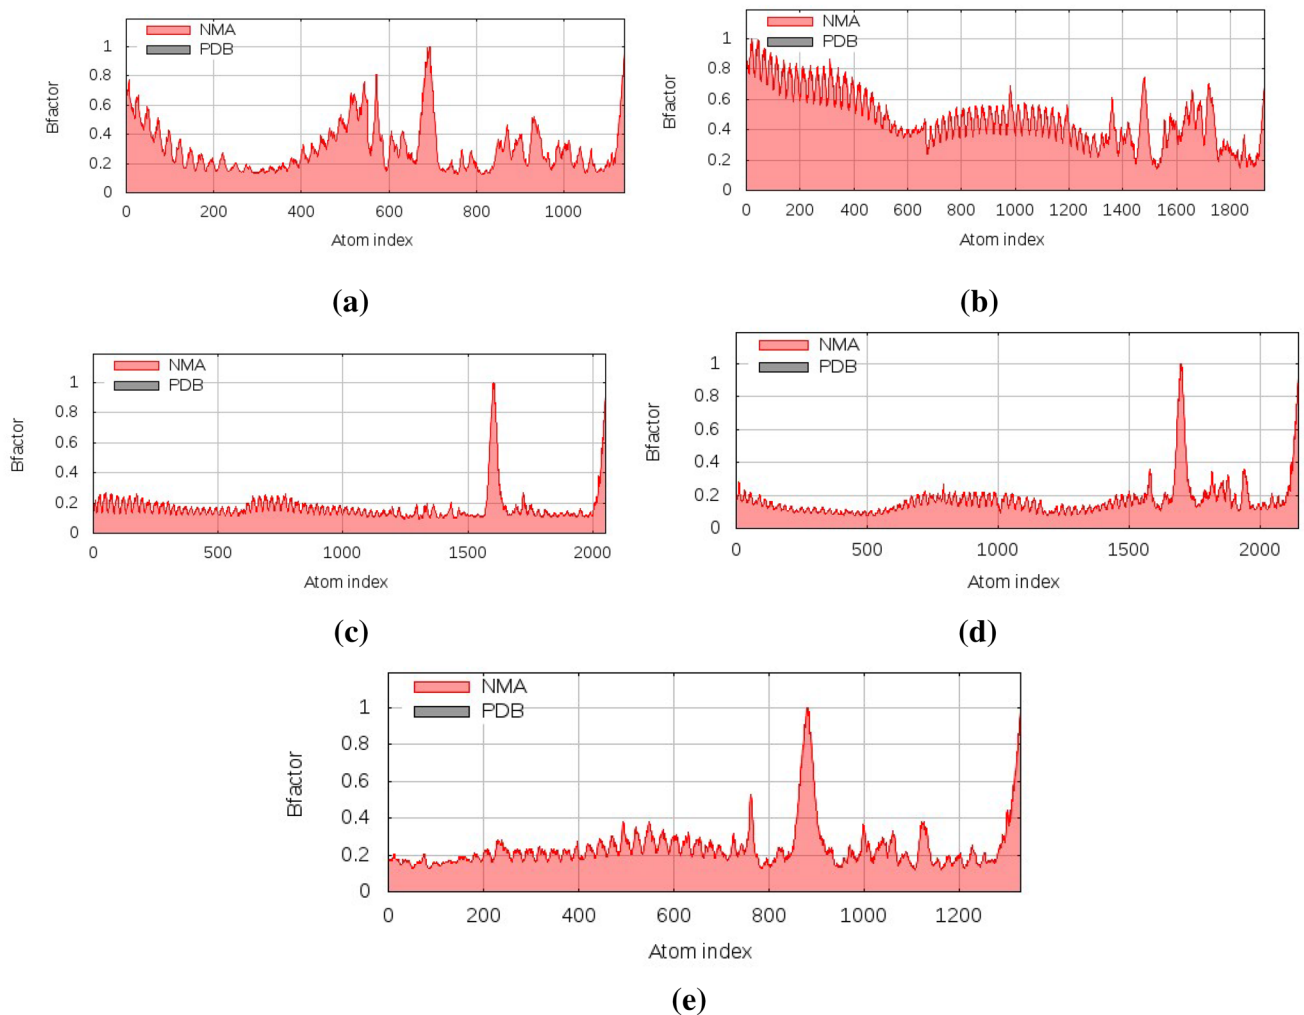 NMA
PDB
1
0.8
0.6
0.4
0.2
0
Bfactor
0 200 400 600 800 1000
Atom index
(a)
NMA
PDB
1
0.8
0.6
0.4
0.2
0
Bfactor
0 200 400 600 800 1000 1200 1400 1600 1800
Atom index
(b)
NMA
PDB
1
0.8
0.6
0.4
0.2
0
Bfactor
0 500 1000 1500 2000
Atom index
(c)
NMA
PDB
1
0.8
0.6
0.4
0.2
0
Bfactor
0 500 1000 1500 2000
Atom index
(d)
NMA
PDB
1
0.8
0.6
0.4
0.2
0
Bfactor
0 200 400 600 800 1000 1200
Atom index
(e)